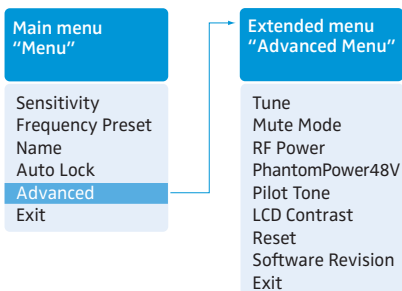 Main menu
“Menu”
Sensitivity
Frequency Preset
Name
Auto Lock
Advanced
Exit
Extended menu
“Advanced Menu”
Tune
Mute Mode
RF Power
PhantomPower48V
Pilot Tone
LCD Contrast
Reset
Software Revision
Exit